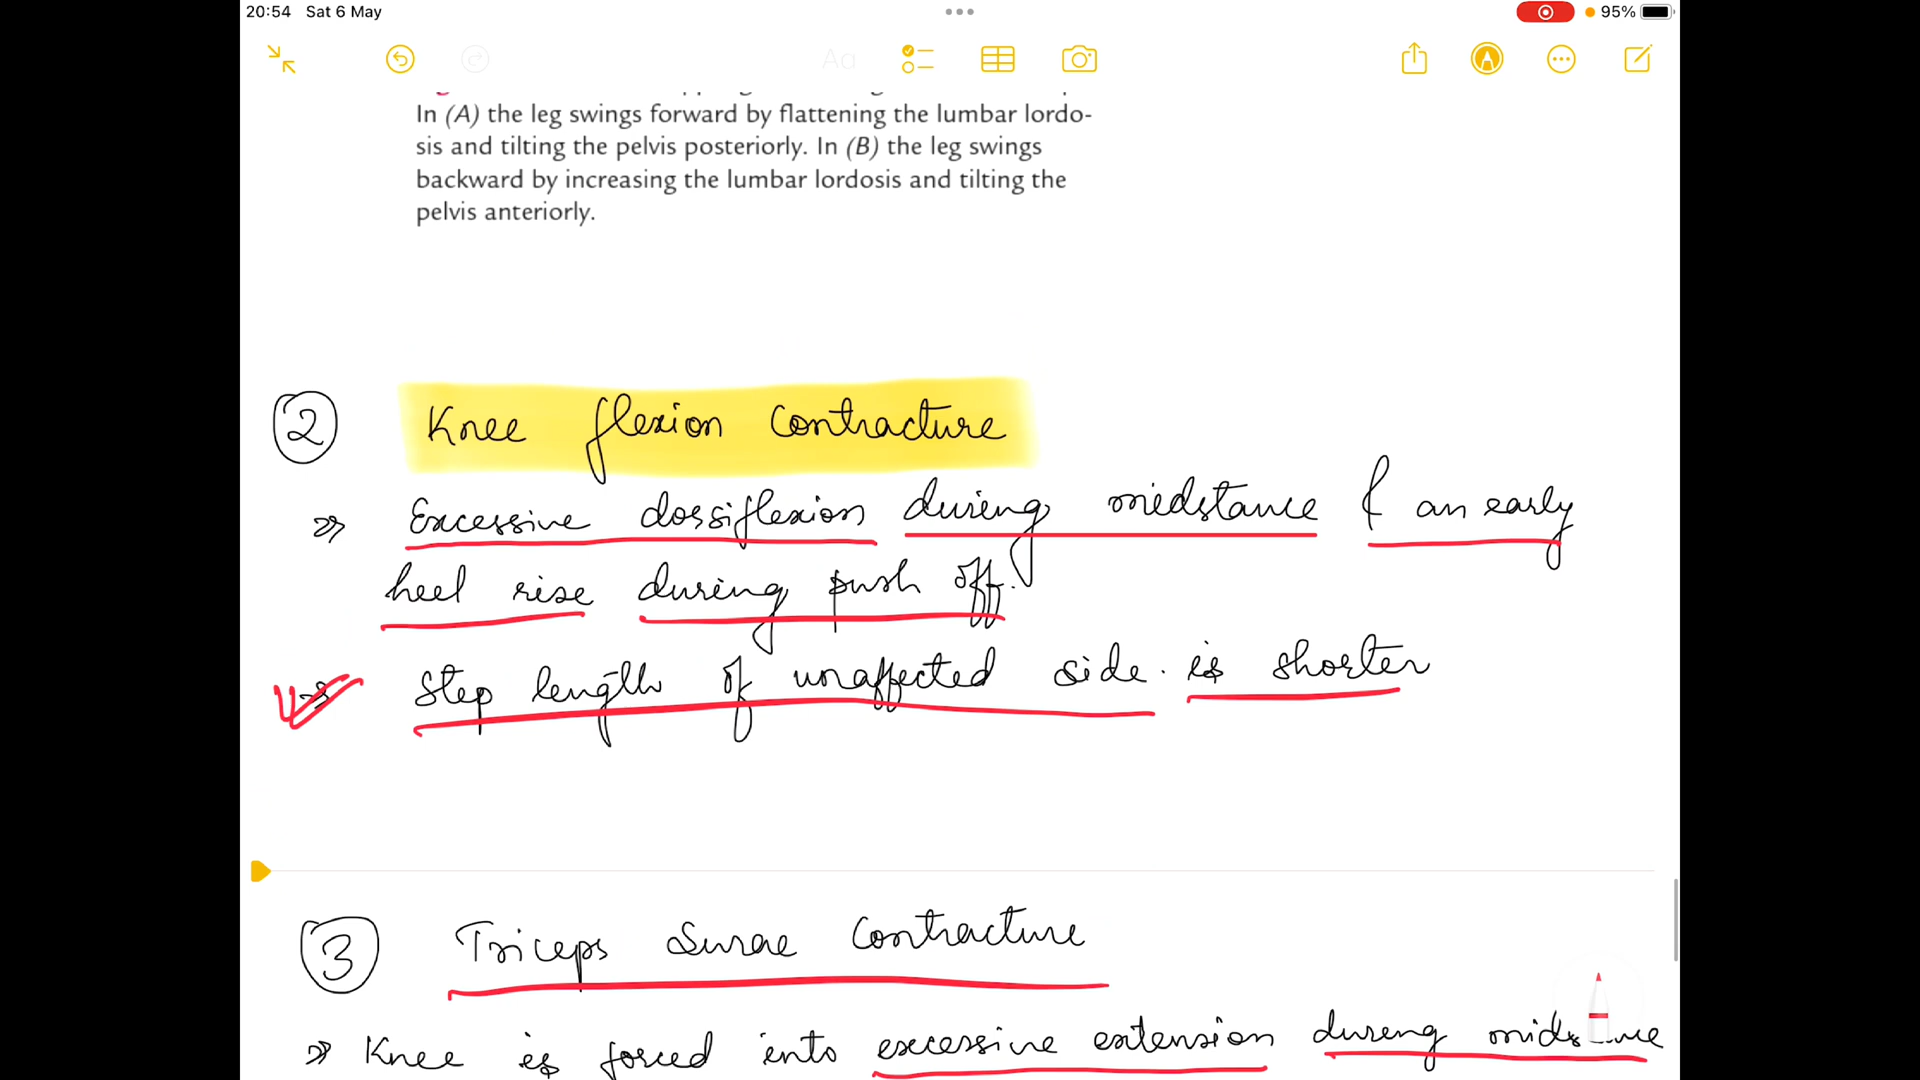 20:54 Sat 6 May
95%
Aa
In (A) the leg swings forward by flattening the lumbar lordo-
sis and tilting the pelvis posteriorly. In (B) the leg swings
backward by increasing the lumbar lordosis and tilting the
pelvis anteriorly.
2 Knee flexion contracture
⇒ Excessive dorsiflexion during midstance & an early
heel rise during push off.
→ Step length of unaffected side. is shorter
3 Triceps Surae Contracture
⇒ Knee is forced into excessive extension during